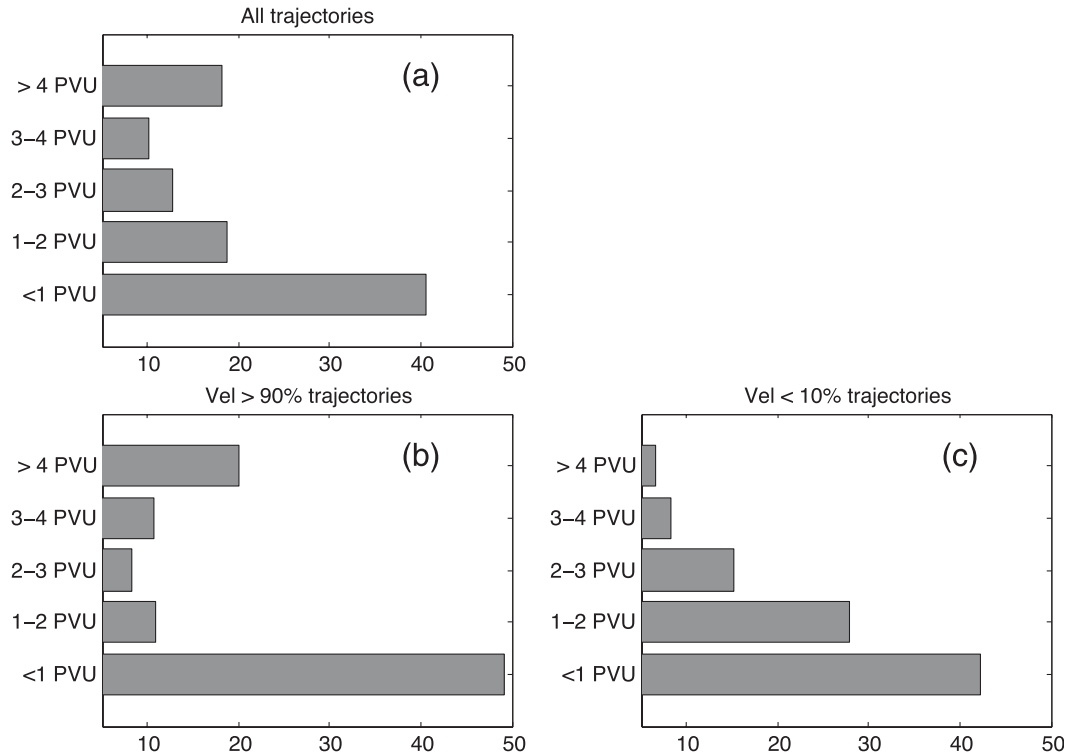 All trajectories
(a)
> 4 PVU
3–4 PVU
2–3 PVU
1–2 PVU
<1 PVU
10 20 30 40 50
Vel > 90% trajectories
(b)
> 4 PVU
3–4 PVU
2–3 PVU
1–2 PVU
<1 PVU
10 20 30 40 50
Vel < 10% trajectories
(c)
> 4 PVU
3–4 PVU
2–3 PVU
1–2 PVU
<1 PVU
10 20 30 40 50